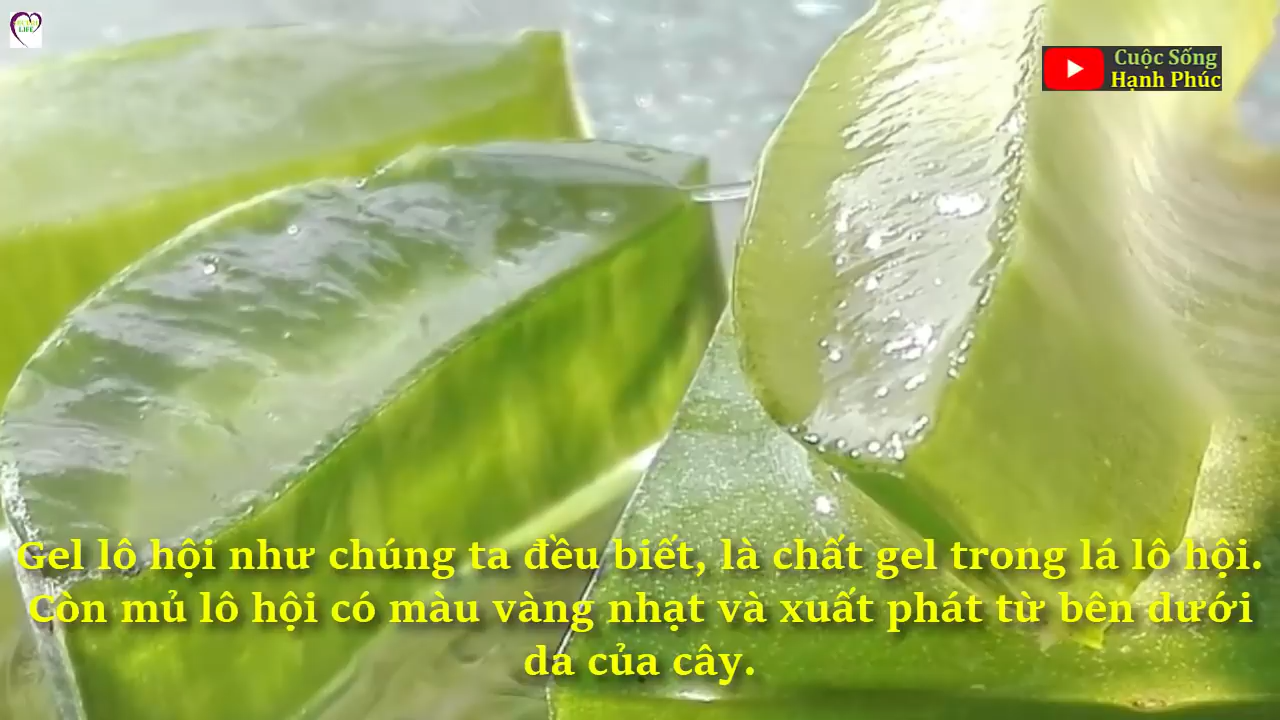 LIFE
Cuộc Sống
Hạnh Phúc
Gel lô hội như chúng ta đều biết, là chất gel trong lá lô hội.
Còn mủ lô hội có màu vàng nhạt và xuất phát từ bên dưới
da của cây.